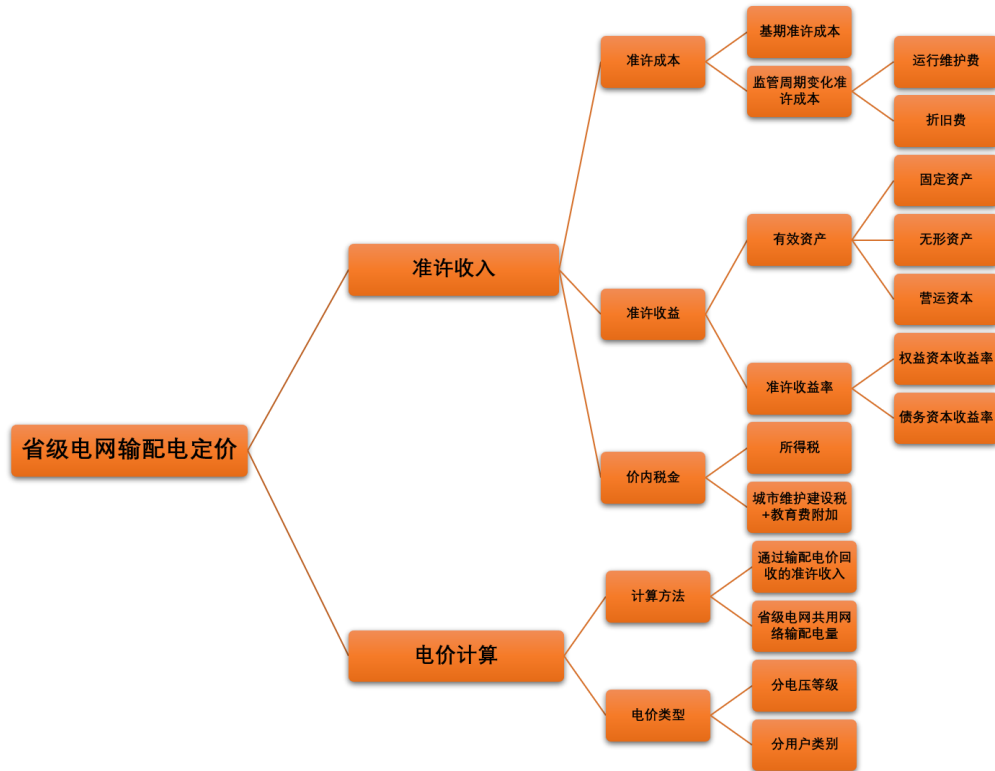 省级电网输配电定价
准许收入
准许成本
基期准许成本
监管周期变化准
许成本
运行维护费
折旧费
准许收益
有效资产
固定资产
无形资产
营运资本
准许收益率
权益资本收益率
债务资本收益率
价内税金
所得税
城市维护建设税
+教育费附加
电价计算
计算方法
通过输配电价回
收的准许收入
省级电网共用网
络输配电量
电价类型
分电压等级
分用户类别